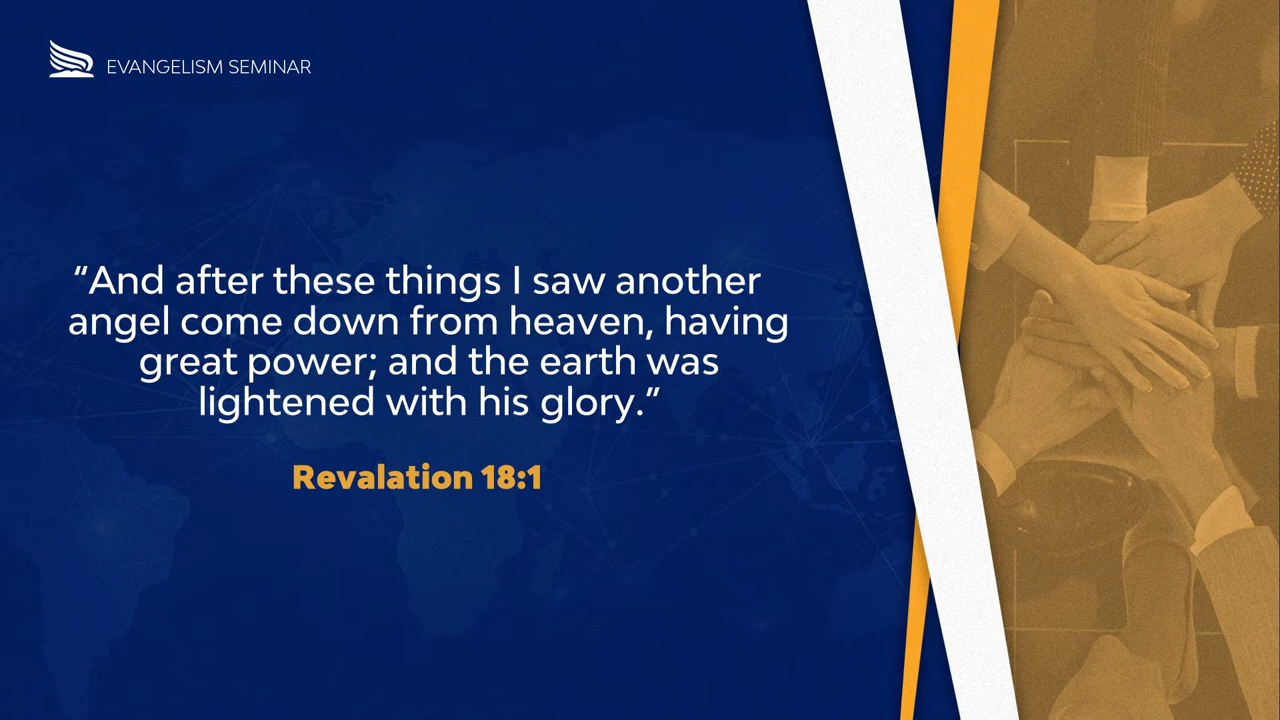 EVANGELISM SEMINAR
“And after these things I saw another
angel come down from heaven, having
great power; and the earth was
lightened with his glory.”
Revalation 18:1